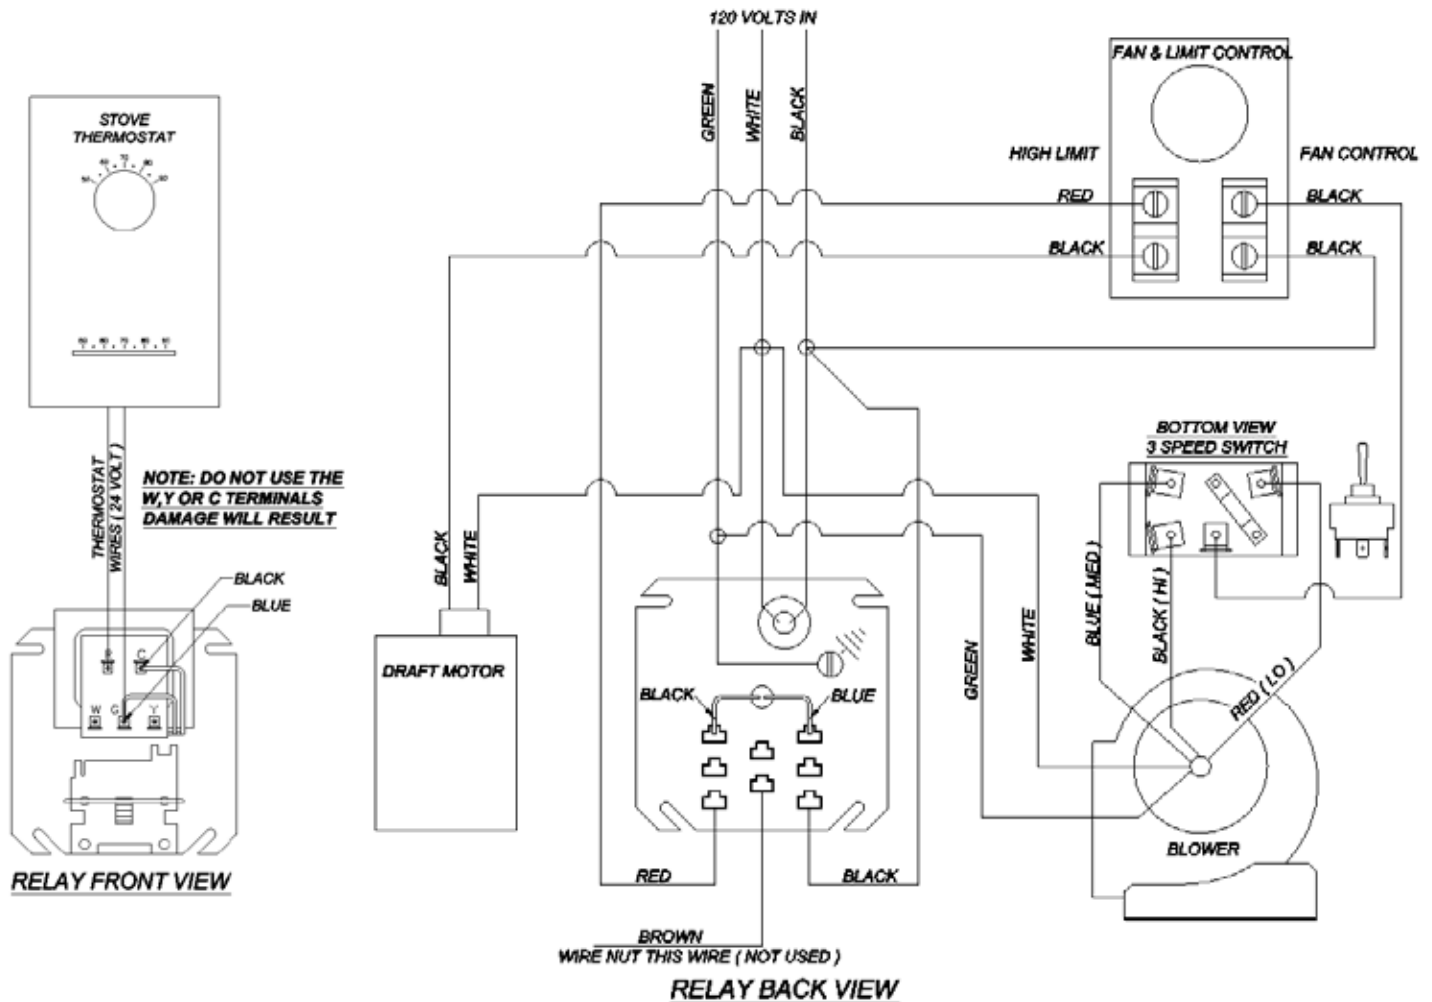 120 VOLTS IN
GREEN
WHITE
BLACK
FAN & LIMIT CONTROL
HIGH LIMIT
FAN CONTROL
RED
BLACK
BLACK
BLACK
STOVE
THERMOSTAT
THERMOSTAT
WIRES ( 24 VOLT )
NOTE: DO NOT USE THE
W,Y OR C TERMINALS
DAMAGE WILL RESULT
BLACK
BLUE
R
C
W
G
Y
RELAY FRONT VIEW
BLACK
WHITE
DRAFT MOTOR
BLACK
BLUE
RED
BLACK
BROWN
WIRE NUT THIS WIRE ( NOT USED )
RELAY BACK VIEW
GREEN
WHITE
BOTTOM VIEW
3 SPEED SWITCH
BLUE ( MED )
BLACK ( HI )
RED ( LO )
BLOWER